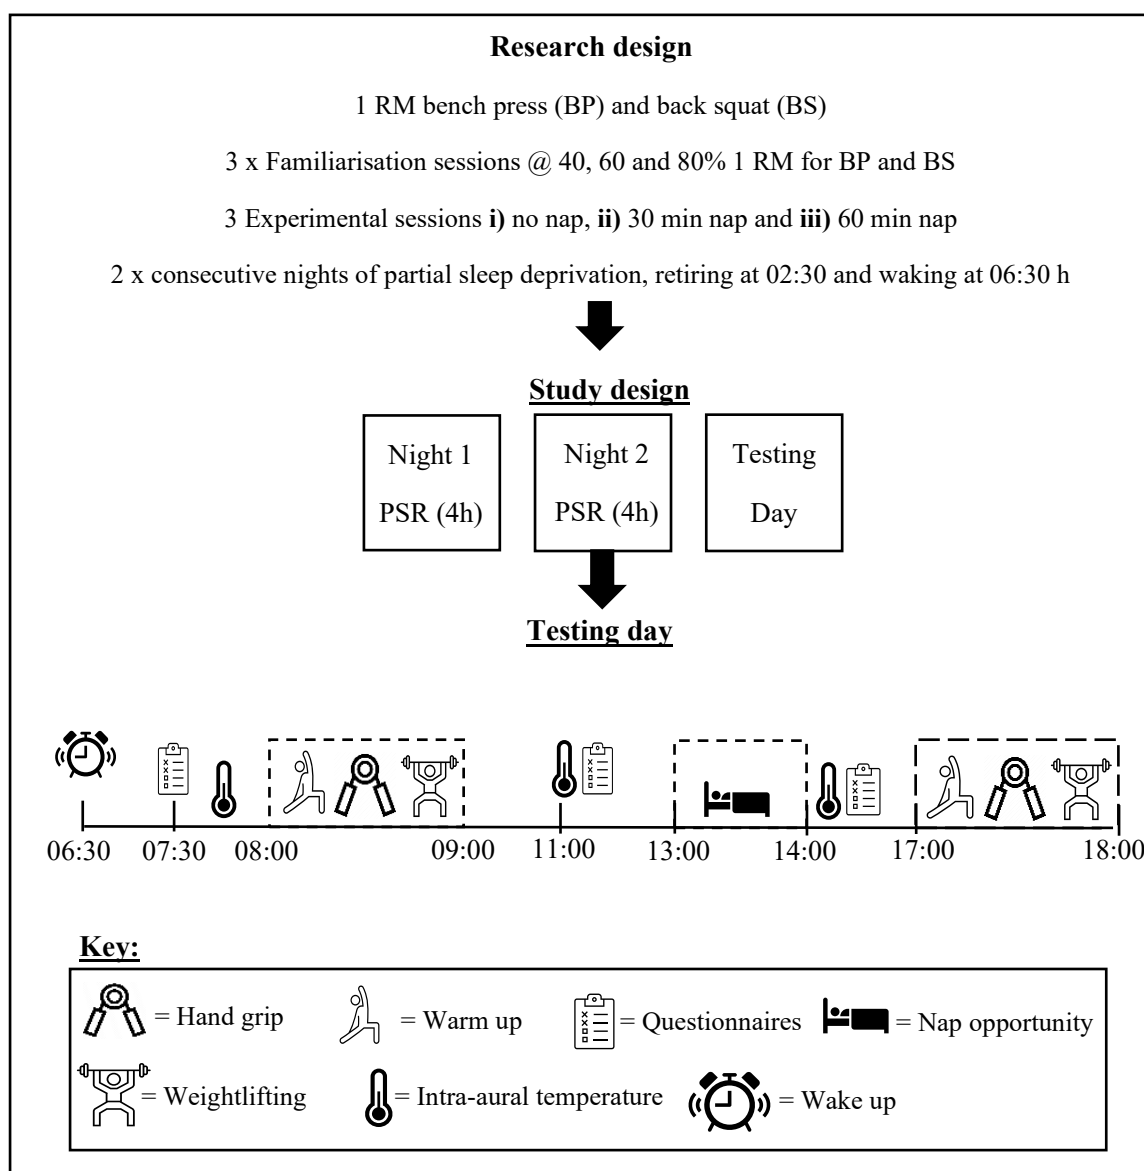 Research design
1 RM bench press (BP) and back squat (BS)
3 x Familiarisation sessions @ 40, 60 and 80% 1 RM for BP and BS
3 Experimental sessions i) no nap, ii) 30 min nap and iii) 60 min nap
2 x consecutive nights of partial sleep deprivation, retiring at 02:30 and waking at 06:30 h
Study design
Night 1
PSR (4h)
Night 2
PSR (4h)
Testing
Day
Testing day
06:30 07:30 08:00 09:00 11:00 13:00 14:00 17:00 18:00
Key:
= Hand grip = Warm up = Questionnaires = Nap opportunity
= Weightlifting = Intra-aural temperature = Wake up